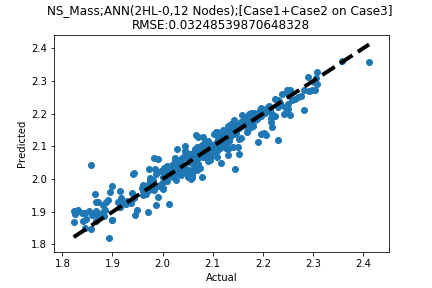 NS_Mass;ANN(2HL-0,12 Nodes);[Case1+Case2 on Case3]
RMSE:0.03248539870648328
2.4
2.3
2.2
2.1
2.0
1.9
1.8
Predicted
1.8 1.9 2.0 2.1 2.2 2.3 2.4
Actual